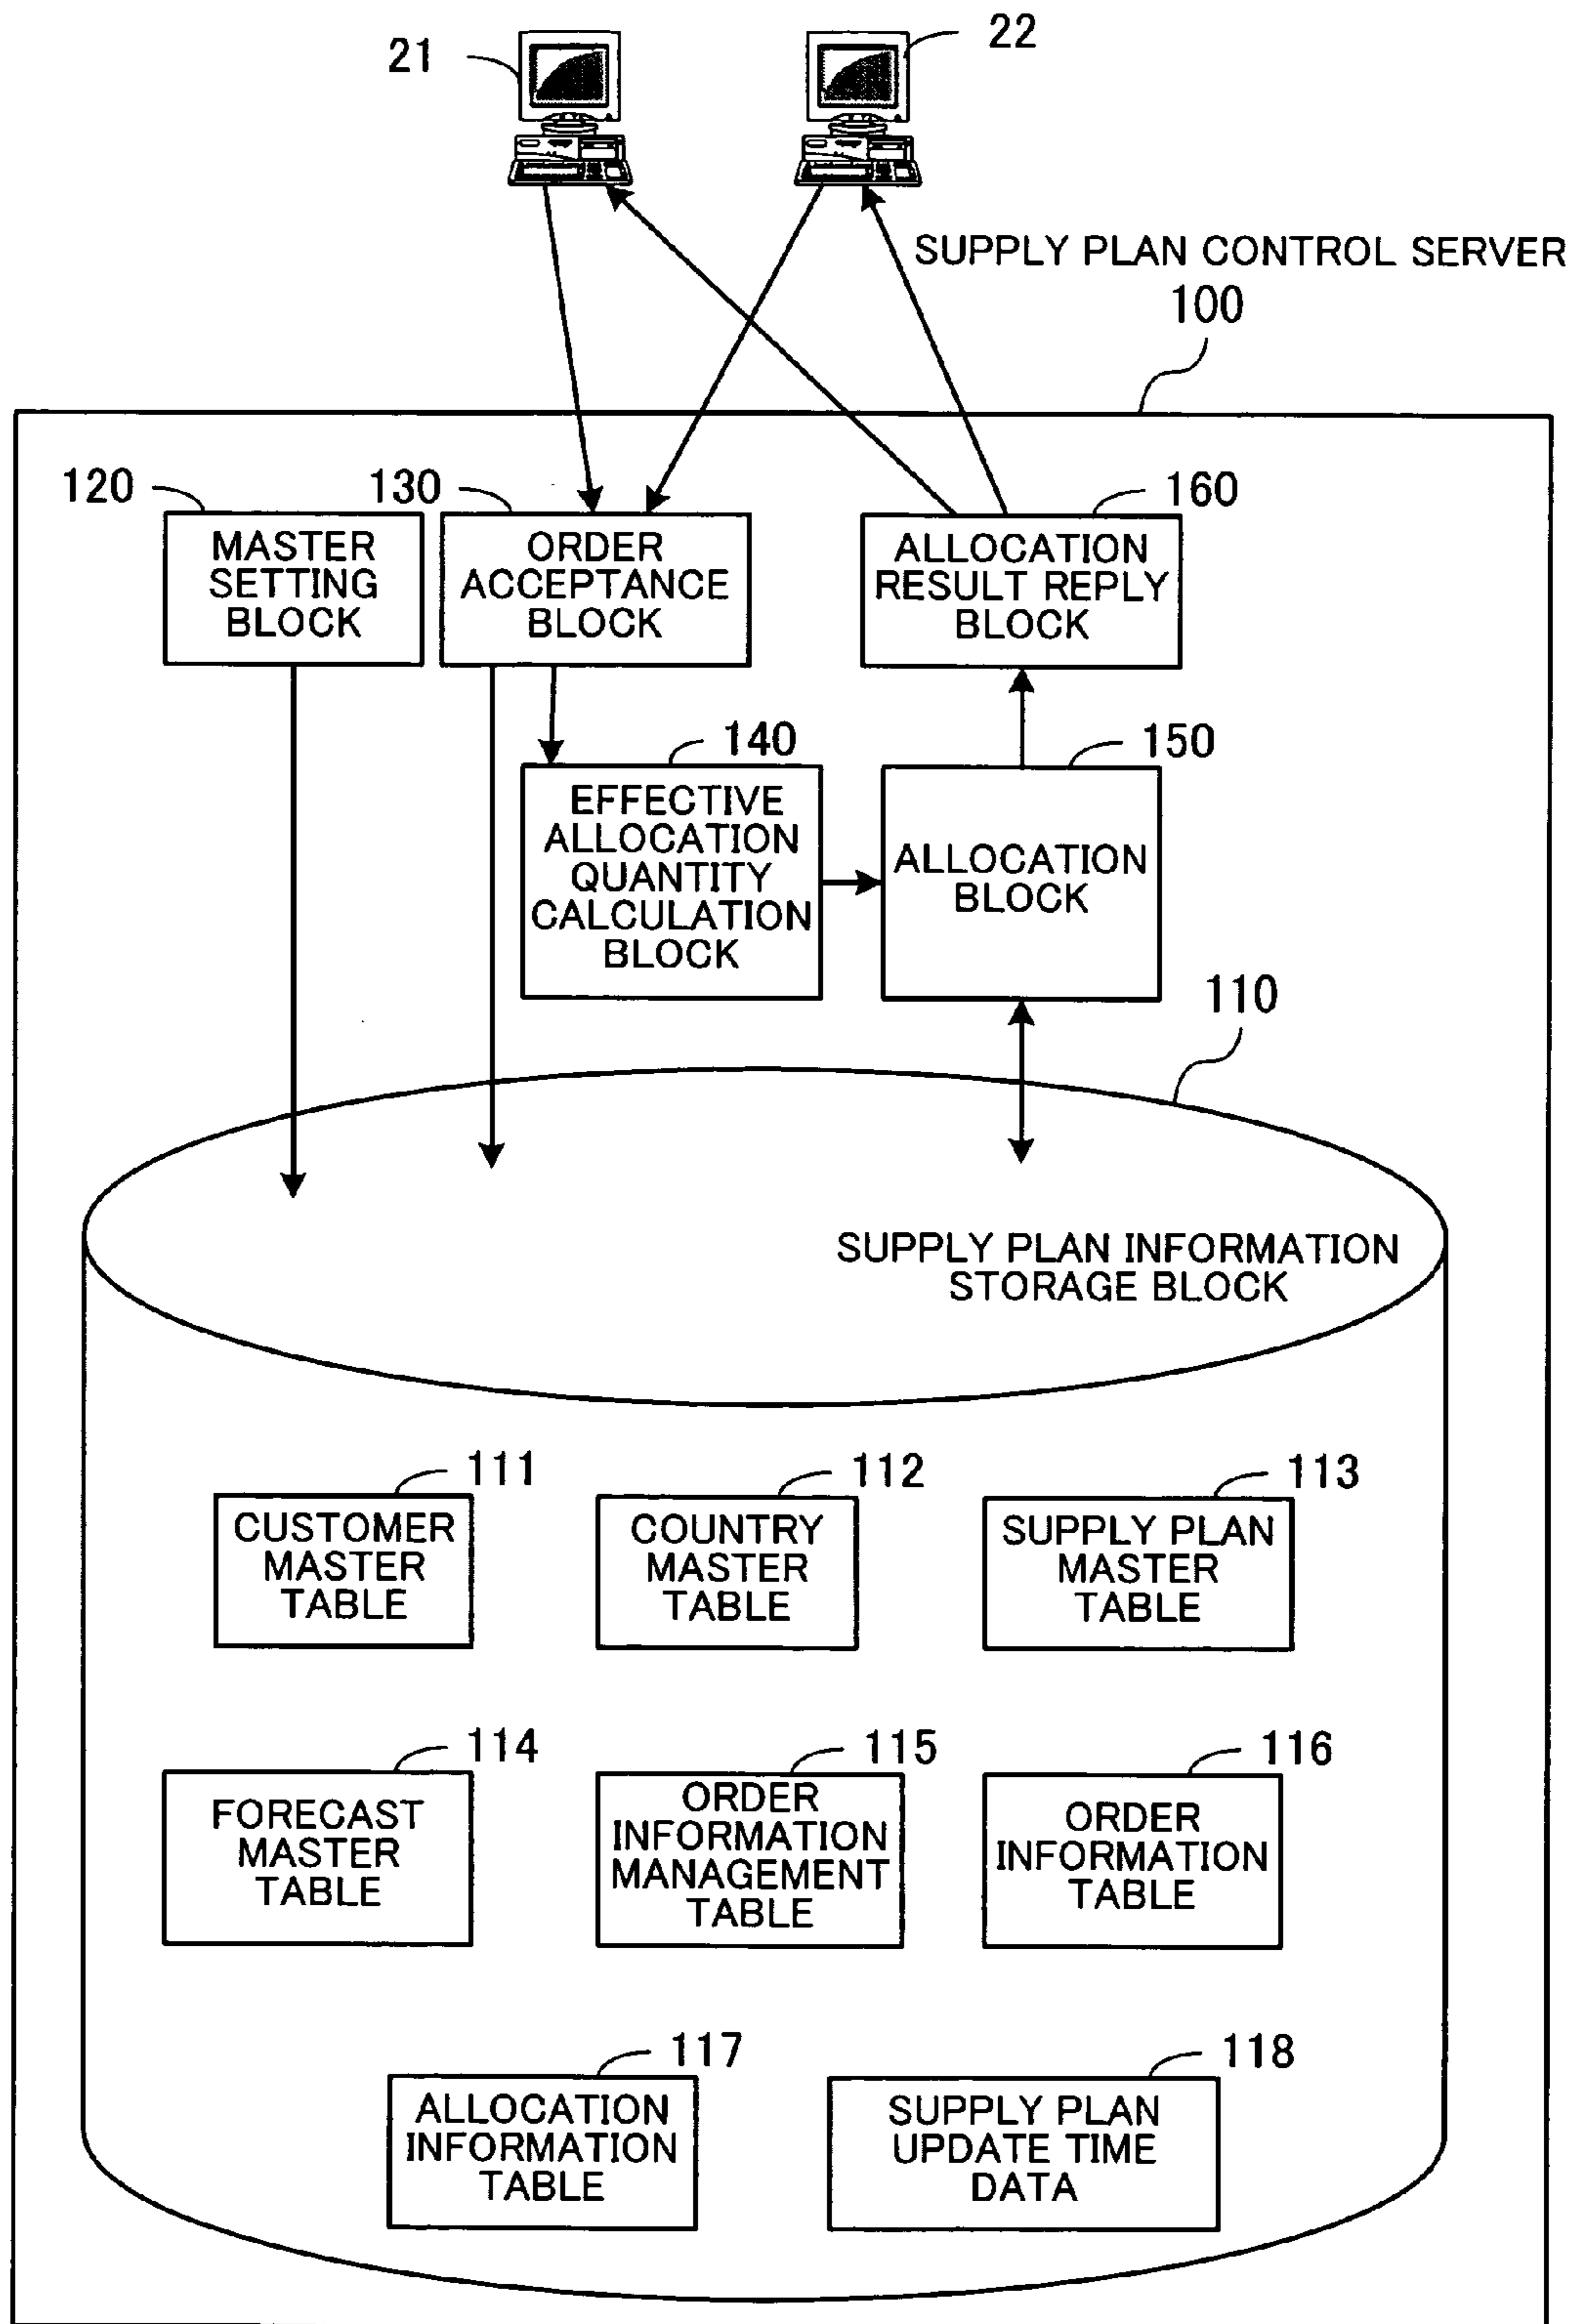 21
22
SUPPLY PLAN CONTROL SERVER
100
120
130
160
MASTER
SETTING
BLOCK
ORDER
ACCEPTANCE
BLOCK
ALLOCATION
RESULT REPLY
BLOCK
140
150
EFFECTIVE
ALLOCATION
QUANTITY
CALCULATION
BLOCK
ALLOCATION
BLOCK
110
SUPPLY PLAN INFORMATION
STORAGE BLOCK
111
112
113
CUSTOMER
MASTER
TABLE
COUNTRY
MASTER
TABLE
SUPPLY PLAN
MASTER
TABLE
114
115
116
FORECAST
MASTER
TABLE
ORDER
INFORMATION
MANAGEMENT
TABLE
ORDER
INFORMATION
TABLE
117
118
ALLOCATION
INFORMATION
TABLE
SUPPLY PLAN
UPDATE TIME
DATA